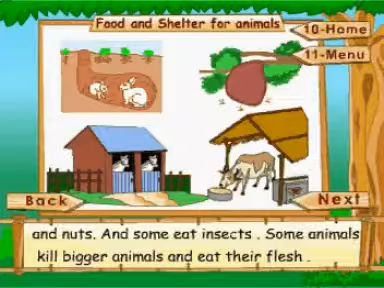 Food and Shelter for animals
10-Home
11-Menu
Back
Next
and nuts. And some eat insects . Some animals
kill bigger animals and eat their flesh .